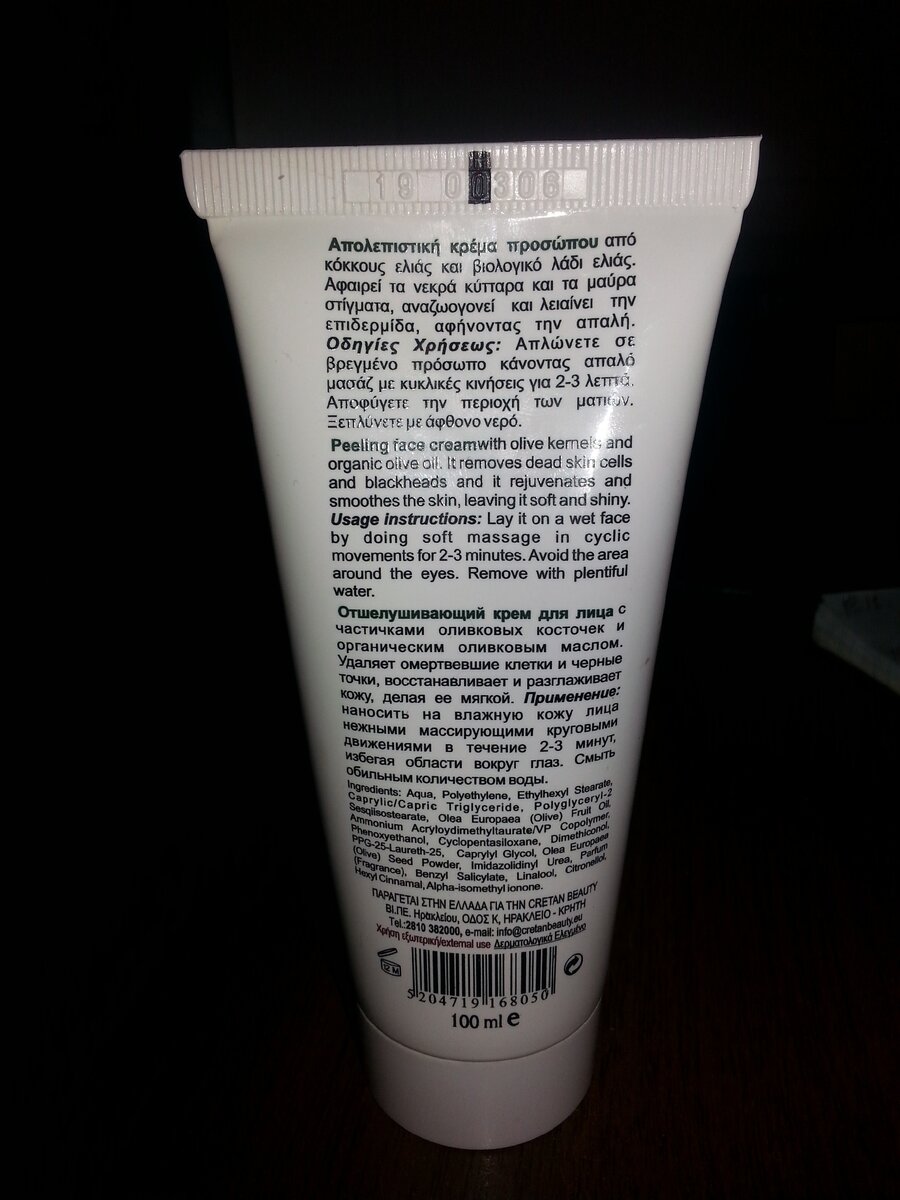 19 00306
Απολεπιστική κρέμα προσώπου από
κόκκους ελιάς και βιολογικό λάδι ελιάς.
Αφαιρεί τα νεκρά κύτταρα και τα μαύρα
στίγματα, αναζωογονεί και λειαίνει την
επιδερμίδα, αφήνοντας την απαλή.
Οδηγίες Χρήσεως: Απλώνετε σε
βρεγμένο πρόσωπο κάνοντας απαλό
μασάζ με κυκλικές κινήσεις για 2-3 λεπτά.
Αποφύγετε την περιοχή των ματιών.
Ξεπλύνετε με άφθονο νερό.
Peeling face creamwith olive kernels and
organic olive oil. It removes dead skin cells
and blackheads and it rejuvenates and
smoothes the skin, leaving it soft and shiny.
Usage instructions: Lay it on a wet face
by doing soft massage in cyclic
movements for 2-3 minutes. Avoid the area
around the eyes. Remove with plentiful
water.
Отшелушивающий крем для лица с
частичками оливковых косточек и
органическим оливковым маслом.
Удаляет омертвевшие клетки и черные
точки, восстанавливает и разглаживает
кожу, делая ее мягкой. Применение:
наносить на влажную кожу лица
нежными массирующими круговыми
движениями в течение 2-3 минут,
избегая области вокруг глаз. Смыть
обильным количеством воды.
Ingredients: Aqua, Polyethylene, Ethylhexyl Stearate,
Caprylic/Capric Triglyceride, Polyglyceryl-2
Sesqiisostearate, Olea Europaea (Olive) Fruit Oil,
Ammonium Acryloydimethyltaurate/VP Copolymer,
Phenoxyethanol, Cyclopentasiloxane, Dimethiconol,
PPG-25-Laureth-25, Caprylyl Glycol, Olea Europaea
(Olive) Seed Powder, Imidazolidinyl Urea, Parfum
(Fragrance), Benzyl Salicylate, Linalool, Citronellol,
Hexyl Cinnamal, Alpha-isomethyl ionone.
ΠΑΡΑΓΕΤΑΙ ΣΤΗΝ ΕΛΛΑΔΑ ΓΙΑ ΤΗΝ CRETAN BEAUTY
ΒΙ.ΠΕ. Ηρακλείου, ΟΔΟΣ Κ, ΗΡΑΚΛΕΙΟ - ΚΡΗΤΗ
Tel.:2810 382000, e-mail: info@cretanbeauty.eu
Χρήση εξωτερική/external use Δερματολογικά Ελεγμένο
12 M
5 204719 168050
100 ml e